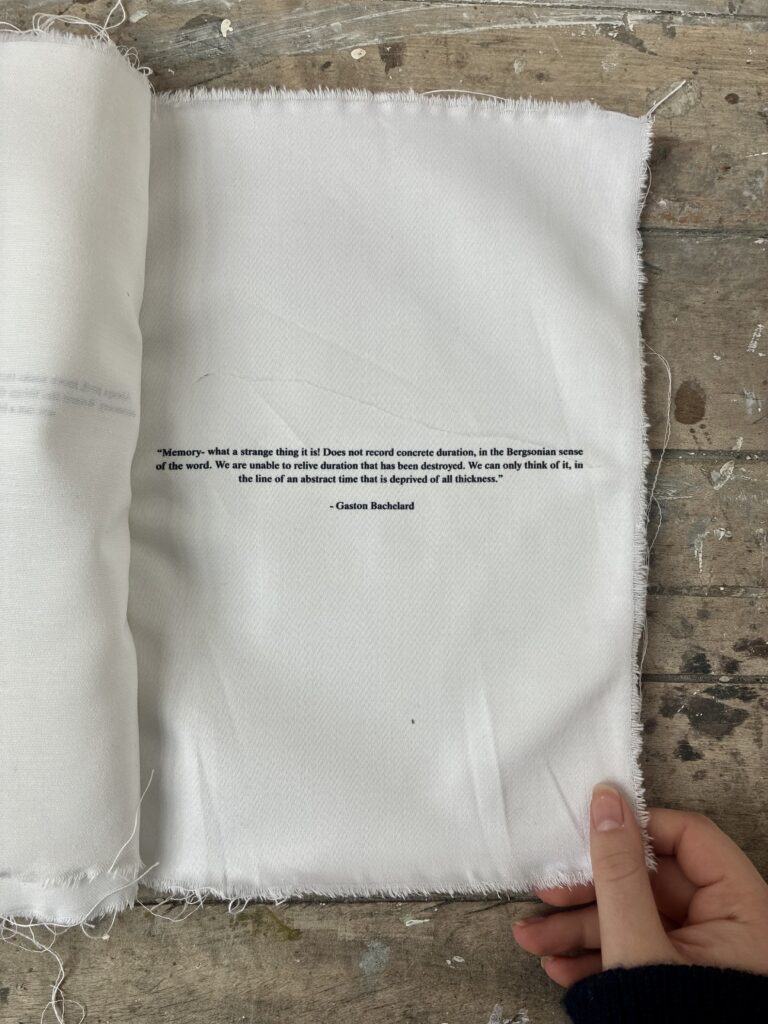 “Memory- what a strange thing it is! Does not record concrete duration, in the Bergsonian sense
of the word. We are unable to relive duration that has been destroyed. We can only think of it, in
the line of an abstract time that is deprived of all thickness.”
- Gaston Bachelard